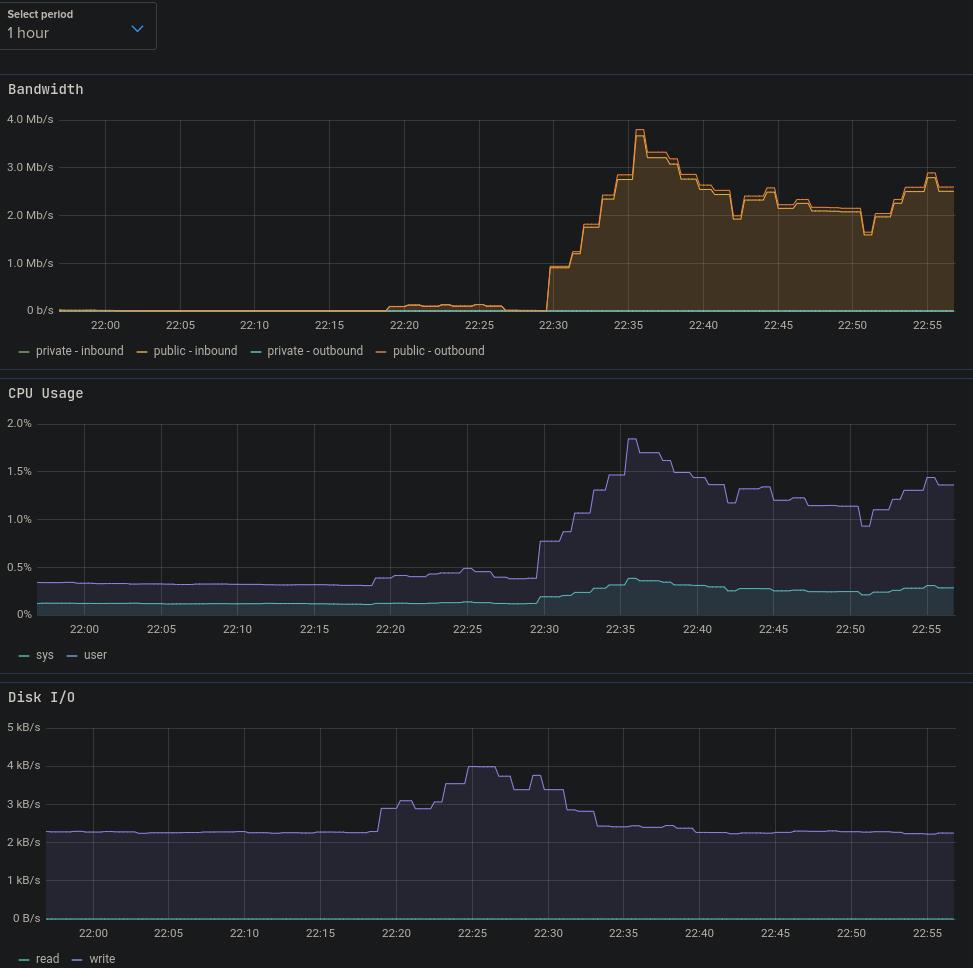 Select period
1 hour
Bandwidth
4.0 Mb/s
3.0 Mb/s
2.0 Mb/s
1.0 Mb/s
0 b/s
22:00 22:05 22:10 22:15 22:20 22:25 22:30 22:35 22:40 22:45 22:50 22:55
private - inbound public - inbound private - outbound public - outbound
CPU Usage
2.0%
1.5%
1.0%
0.5%
0%
22:00 22:05 22:10 22:15 22:20 22:25 22:30 22:35 22:40 22:45 22:50 22:55
sys user
Disk I/O
5 kB/s
4 kB/s
3 kB/s
2 kB/s
1 kB/s
0 B/s
22:00 22:05 22:10 22:15 22:20 22:25 22:30 22:35 22:40 22:45 22:50 22:55
read write